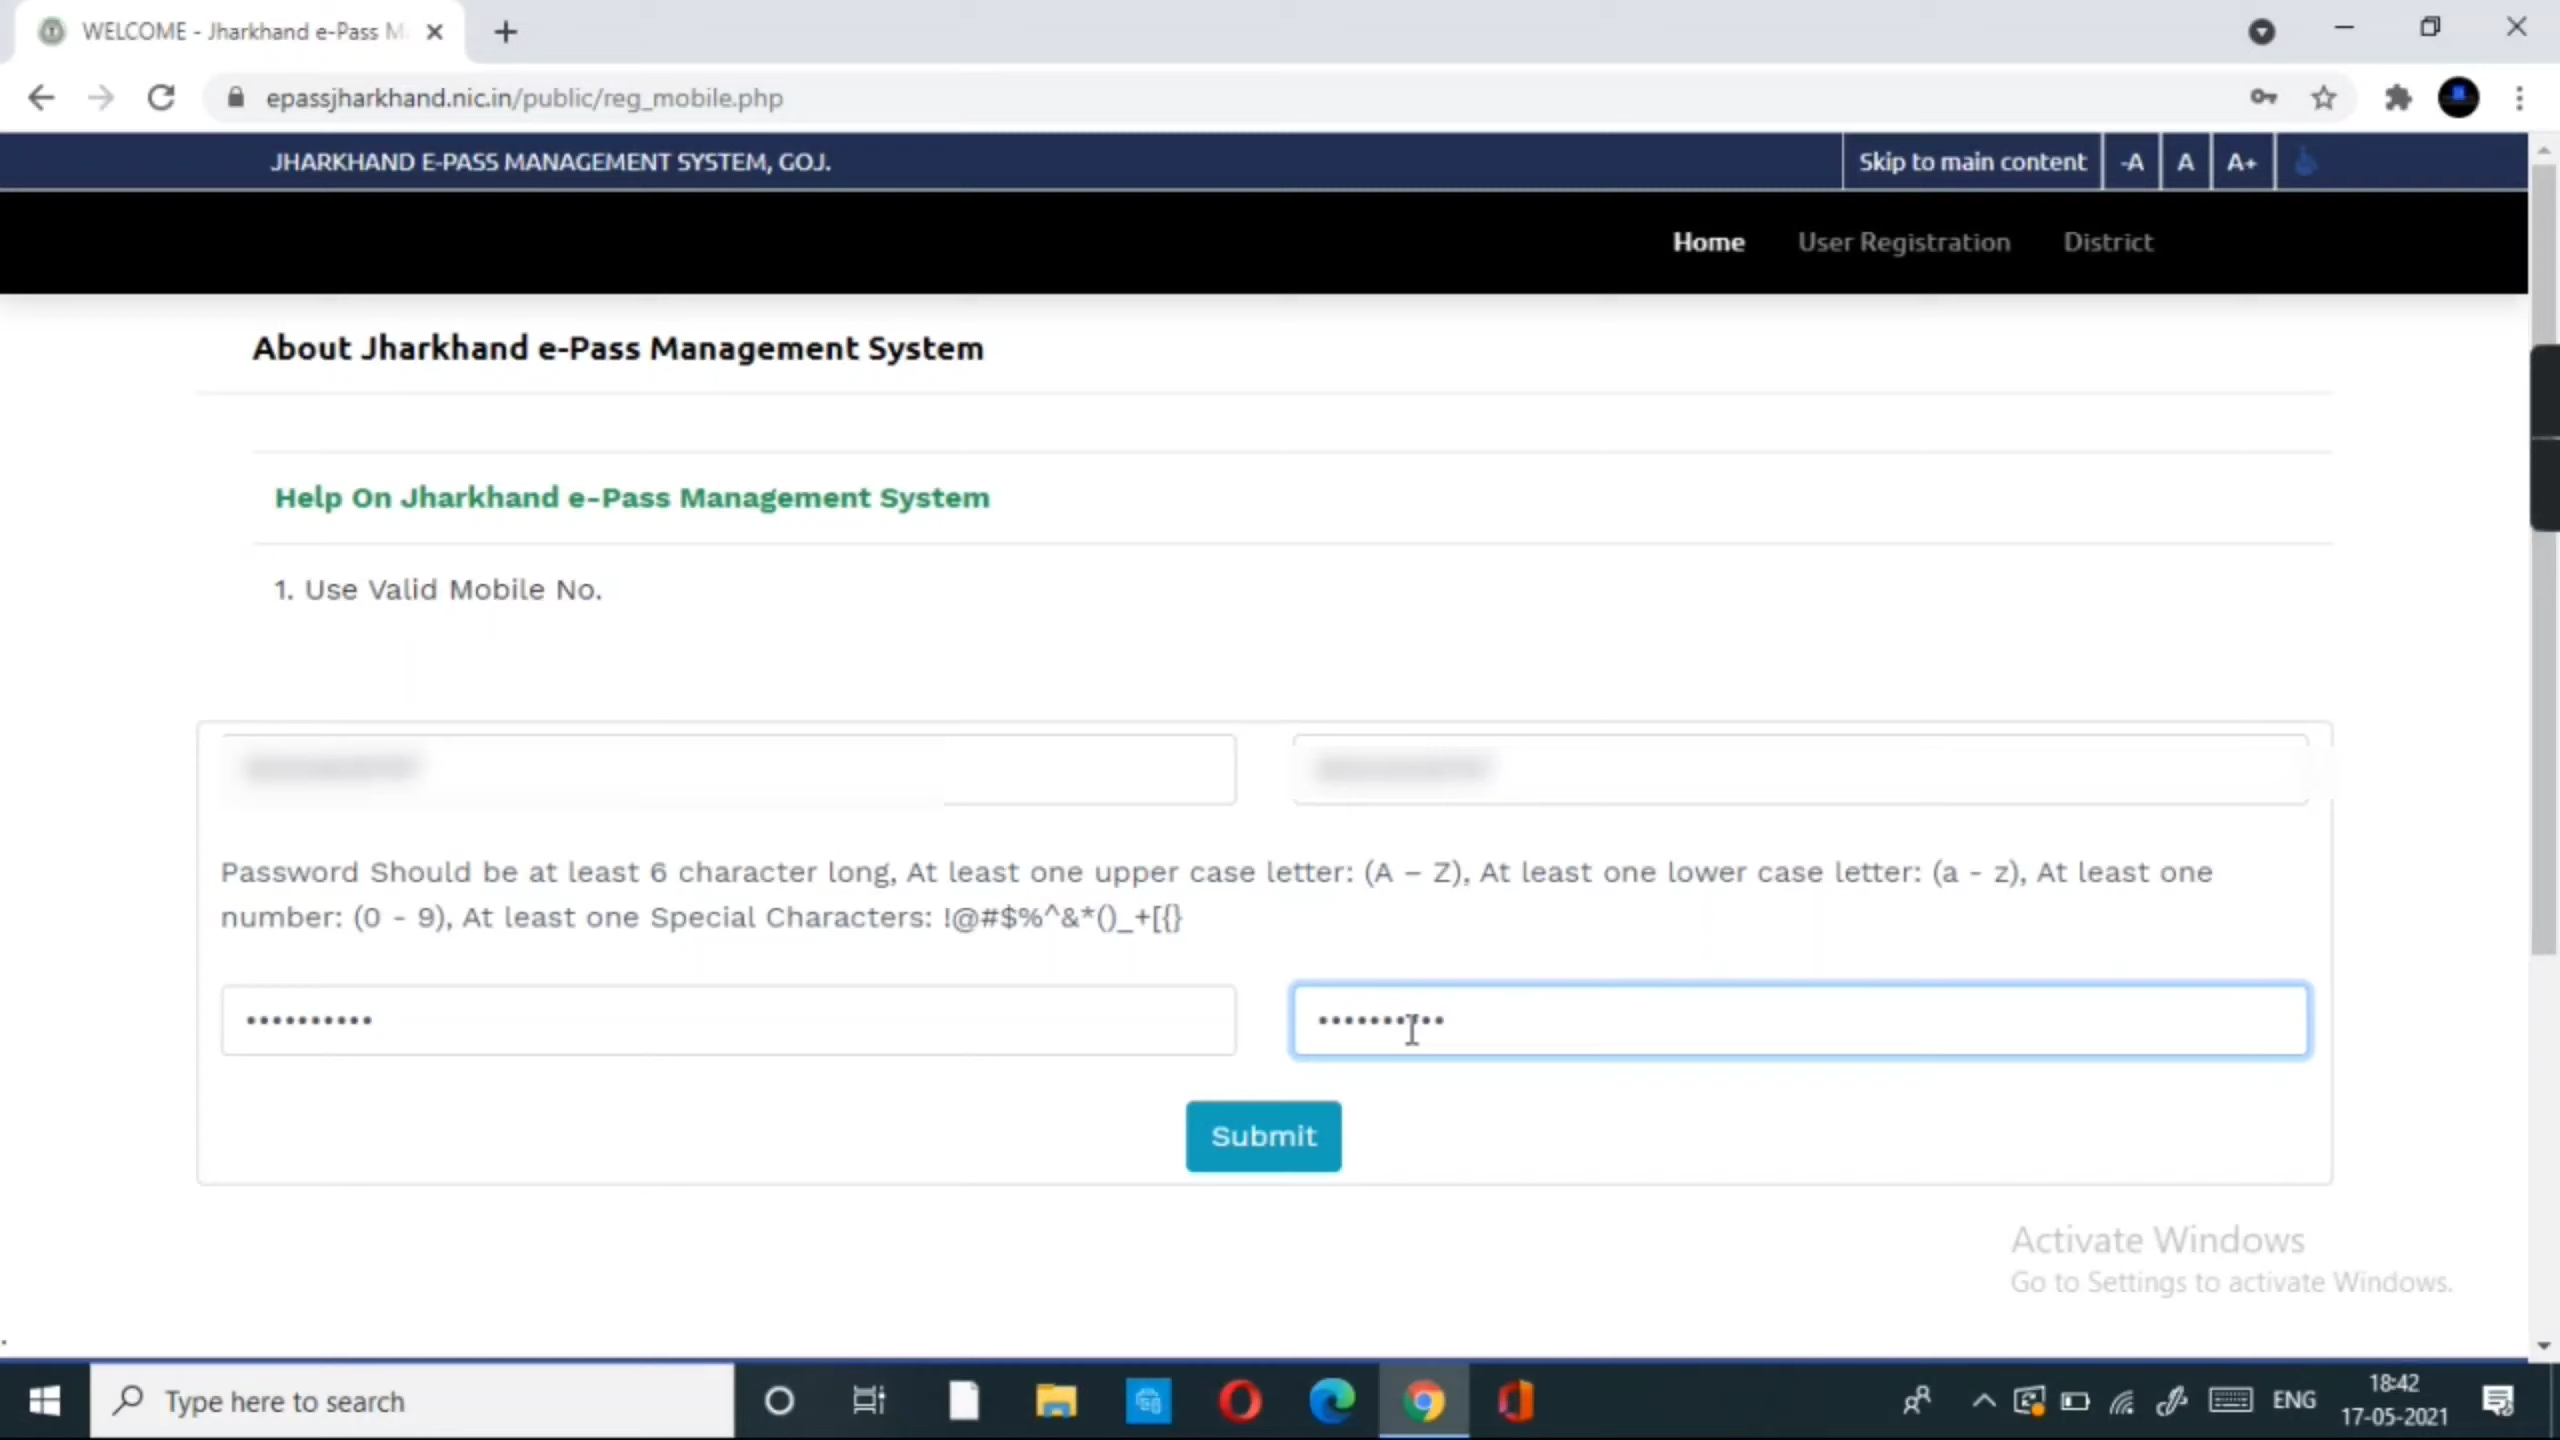 WELCOME - Jharkhand e-Pass M
epassjharkhand.nic.in/public/reg_mobile.php
JHARKHAND E-PASS MANAGEMENT SYSTEM, GOJ.
Skip to main content
-A
A
A+
Home
User Registration
District
About Jharkhand e-Pass Management System
Help On Jharkhand e-Pass Management System
1. Use Valid Mobile No.
Password Should be at least 6 character long, At least one upper case letter: (A – Z), At least one lower case letter: (a - z), At least one
number: (0 - 9), At least one Special Characters: !@#$%^&*()_+[{}
••••••••••
••••••••••
Submit
Activate Windows
Go to Settings to activate Windows.
Type here to search
ENG
18:42
17-05-2021